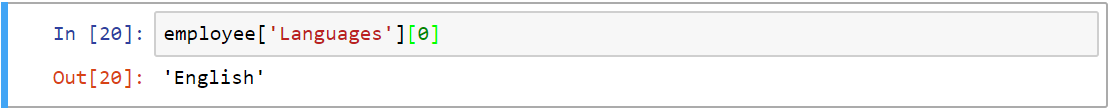 In [20]: employee['Languages'][0]
Out[20]: 'English'